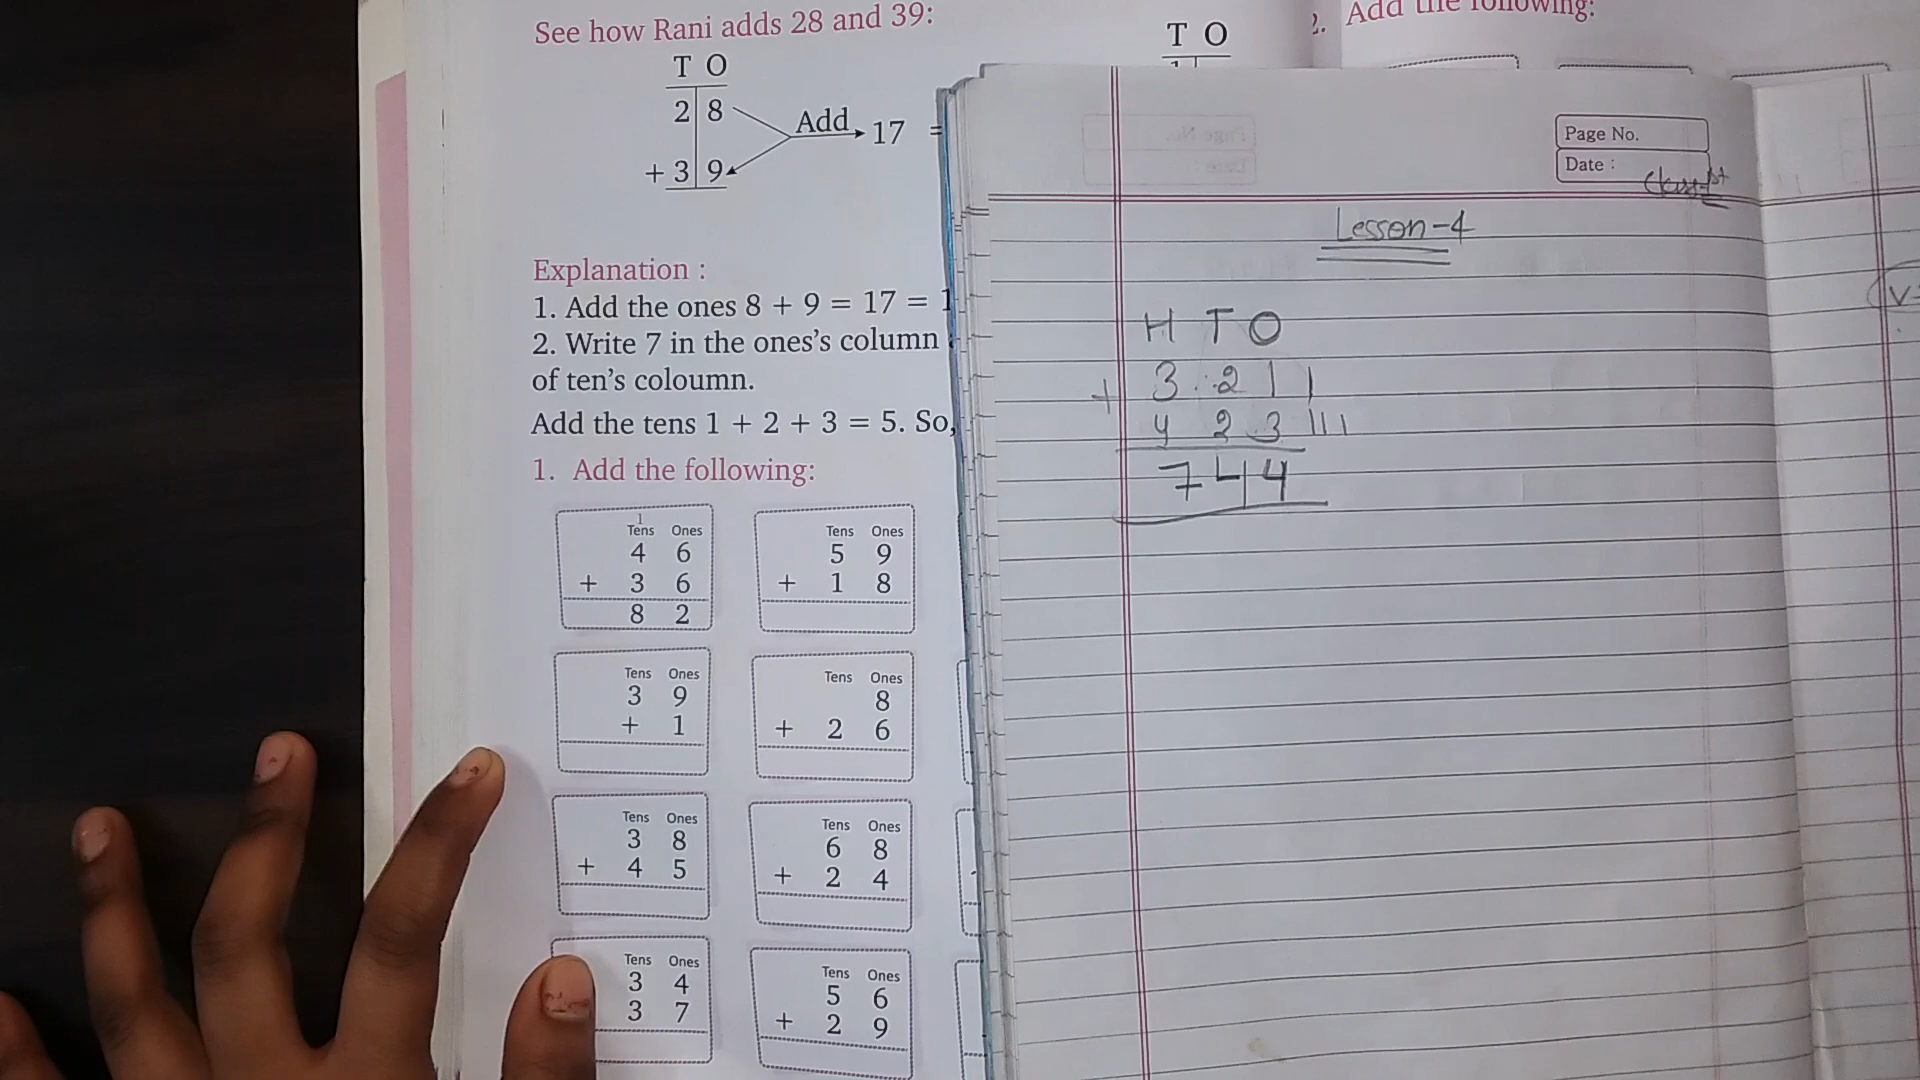 See how Rani adds 28 and 39:
T O
2 8
+ 3 9
Add 17 =
Explanation :
1. Add the ones 8 + 9 = 17 = 1
2. Write 7 in the ones's column
of ten's coloumn.
Add the tens 1 + 2 + 3 = 5. So,
1. Add the following:
1
Tens Ones
4 6
+ 3 6
8 2
Tens Ones
5 9
+ 1 8
Tens Ones
3 9
+ 1
Tens Ones
8
+ 2 6
Tens Ones
3 8
+ 4 5
Tens Ones
6 8
+ 2 4
Tens Ones
3 4
3 7
Tens Ones
5 6
+ 2 9
T O
2. Add the following:
Page No.
Date :
Class-1st
Lesson-4
H T O
3 2 1 |
+ 4 2 3 |||
7 4 4